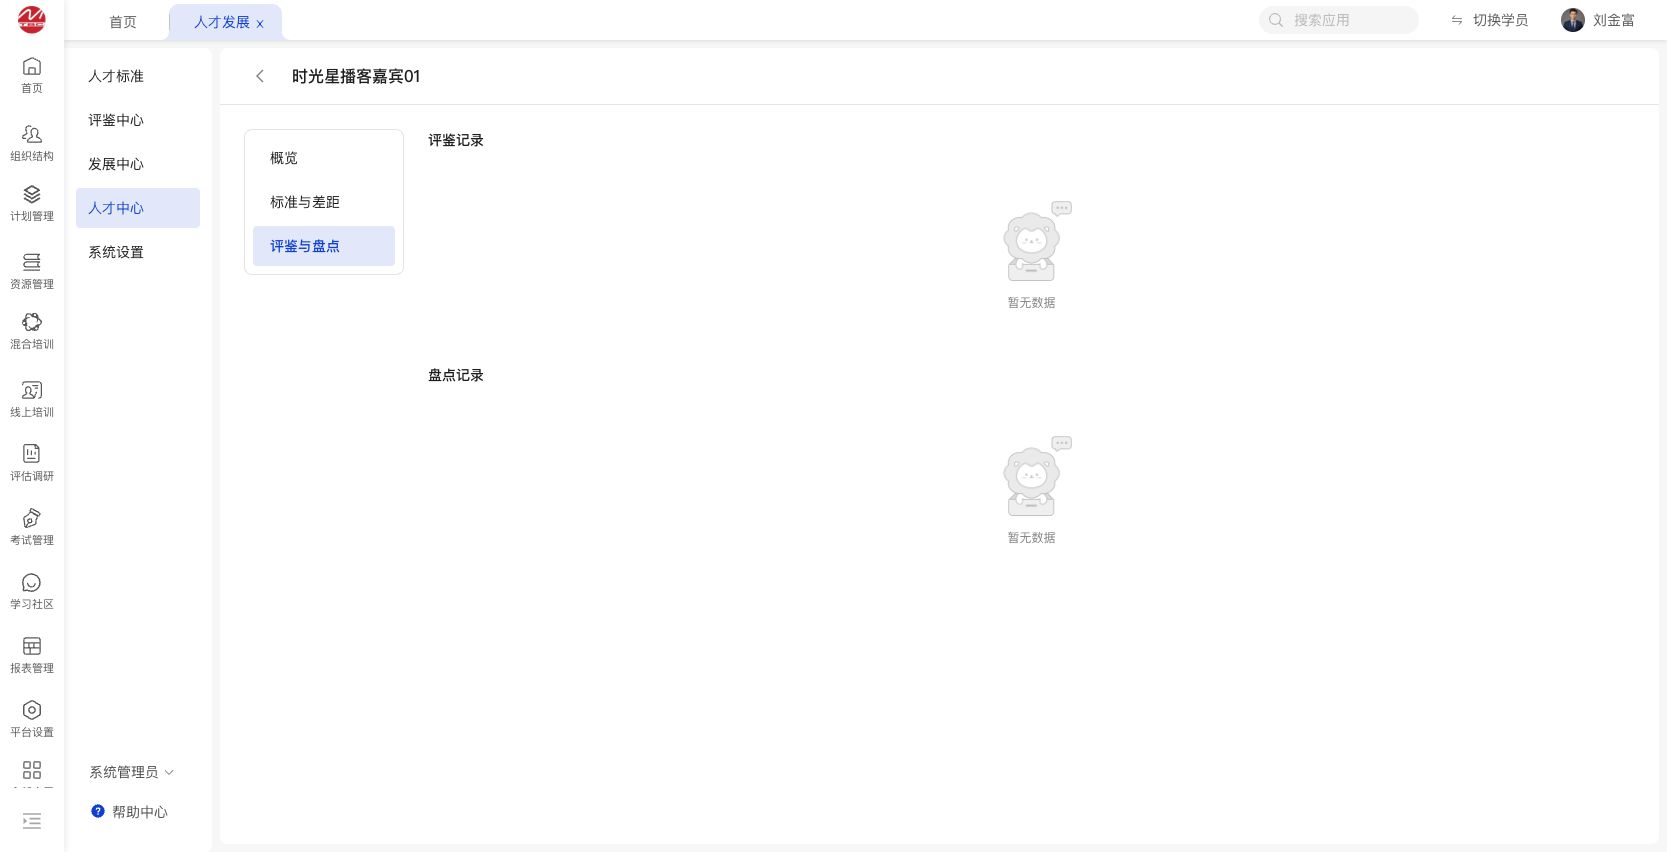 首页
人才发展 x
搜索应用
切换学员
刘金富
首页
组织结构
计划管理
资源管理
混合培训
线上培训
评估调研
考试管理
学习社区
报表管理
平台设置
人才标准
评鉴中心
发展中心
人才中心
系统设置
系统管理员
帮助中心
时光星播客嘉宾01
概览
标准与差距
评鉴与盘点
评鉴记录
暂无数据
盘点记录
暂无数据